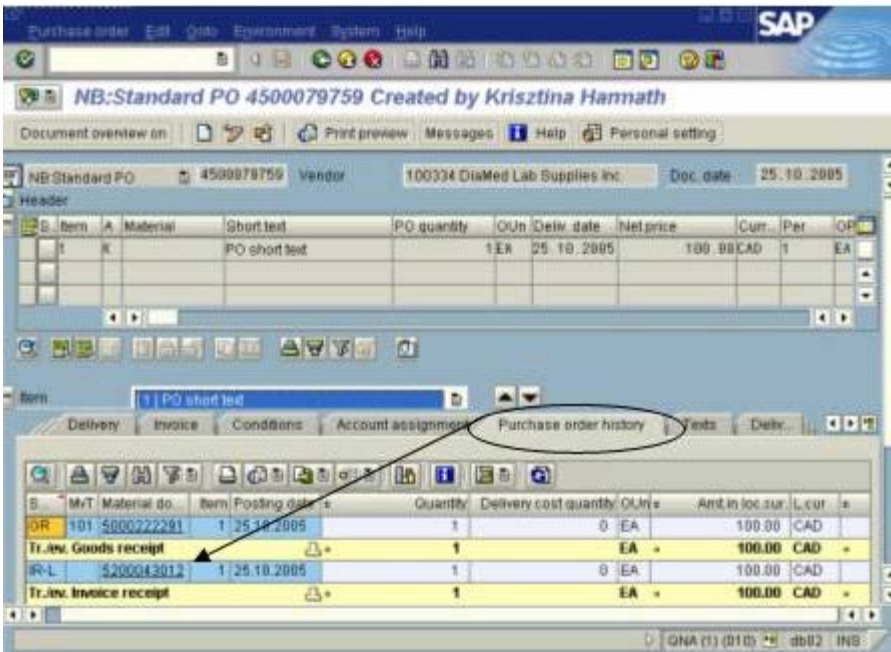 Purchase order Edit Goto Environment System Help
SAP
NB:Standard PO 4500079759 Created by Krisztina Hannath
Document overview on Print preview Messages Help Personal setting
NB Standard PO 4500079759 Vendor 100334 DiaMed Lab Supplies Inc Doc. date 25.10.2005
Header
S.. Item A Material Short text PO quantity OUn Deliv. date Net price Curr... Per OP
1 K PO short text 1 EA 25.10.2005 100.00 CAD 1 EA
Item [ 1 ] PO short text
Delivery Invoice Conditions Account assignment Purchase order history Texts Deliv...
S.. MvT Material do... Item Posting date Quantity Delivery cost quantity OUn Amt.in loc.cur. L.cur
GR 101 5000222291 1 25.10.2005 1 0 EA 100.00 CAD
Tr./ev. Goods receipt 1 EA 100.00 CAD
IR-L 5200043012 1 25.10.2005 1 0 EA 100.00 CAD
Tr./ev. Invoice receipt 1 EA 100.00 CAD
QNA (1) (010) db02 INS